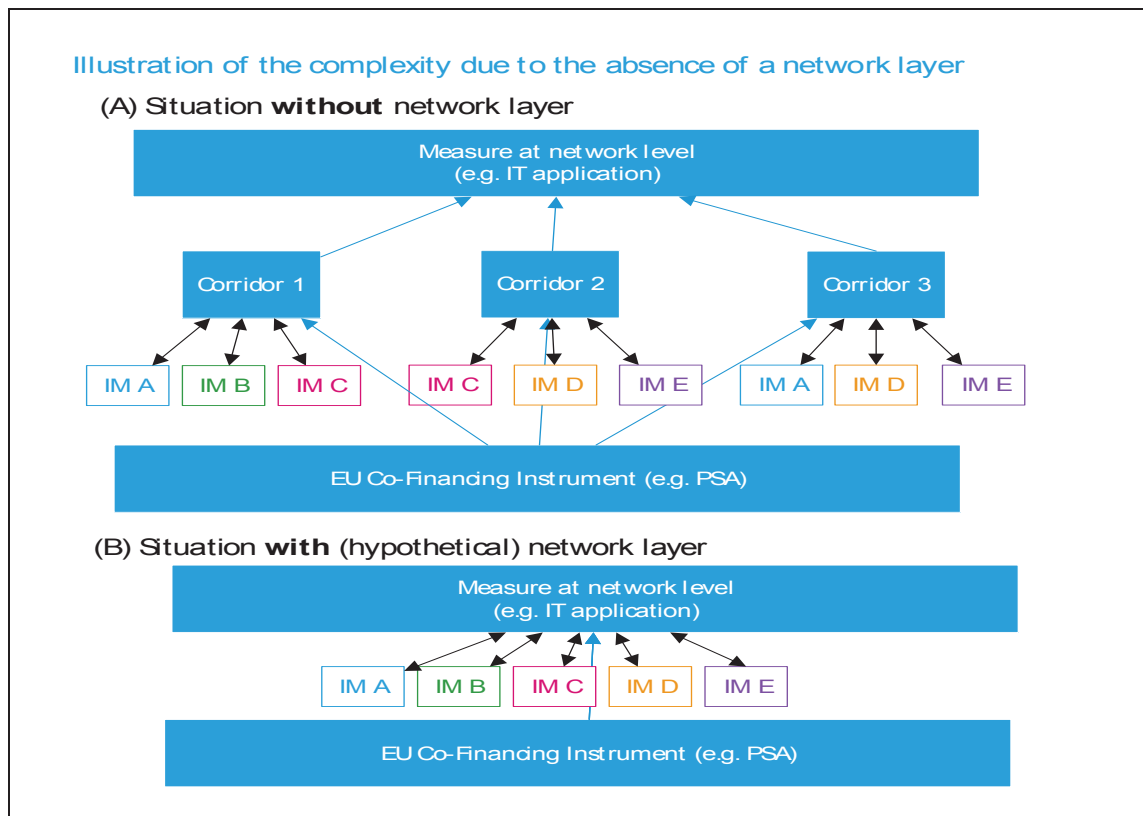 Illustration of the complexity due to the absence of a network layer
(A) Situation without network layer
Measure at network level
(e.g. IT application)
Corridor 1
Corridor 2
Corridor 3
IM A
IM B
IM C
IM C
IM D
IM E
IM A
IM D
IM E
EU Co-Financing Instrument (e.g. PSA)
(B) Situation with (hypothetical) network layer
Measure at network level
(e.g. IT application)
IM A
IM B
IM C
IM D
IM E
EU Co-Financing Instrument (e.g. PSA)